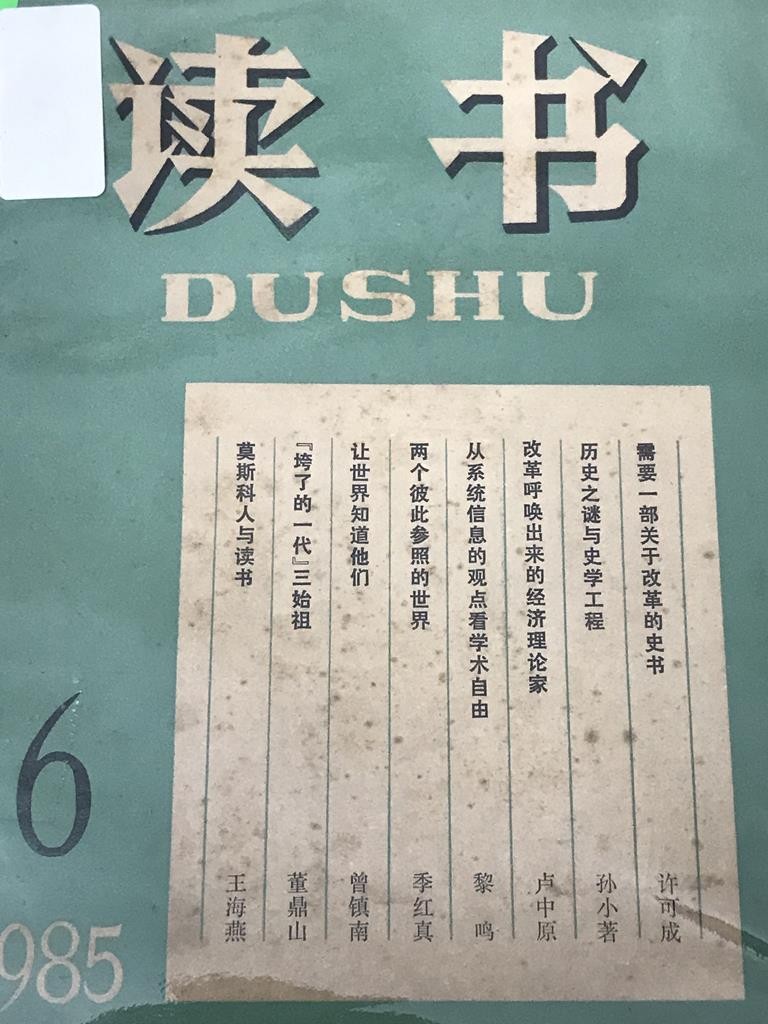 读书
DUSHU
需要一部关于改革的史书 许可成
历史之谜与史学工程 孙小著
改革呼唤出来的经济理论家 卢中原
从系统信息的观点看学术自由 黎鸣
两个彼此参照的世界 季红真
让世界知道他们 曾镇南
『垮了的一代』三始祖 董鼎山
莫斯科人与读书 王海燕
6
985